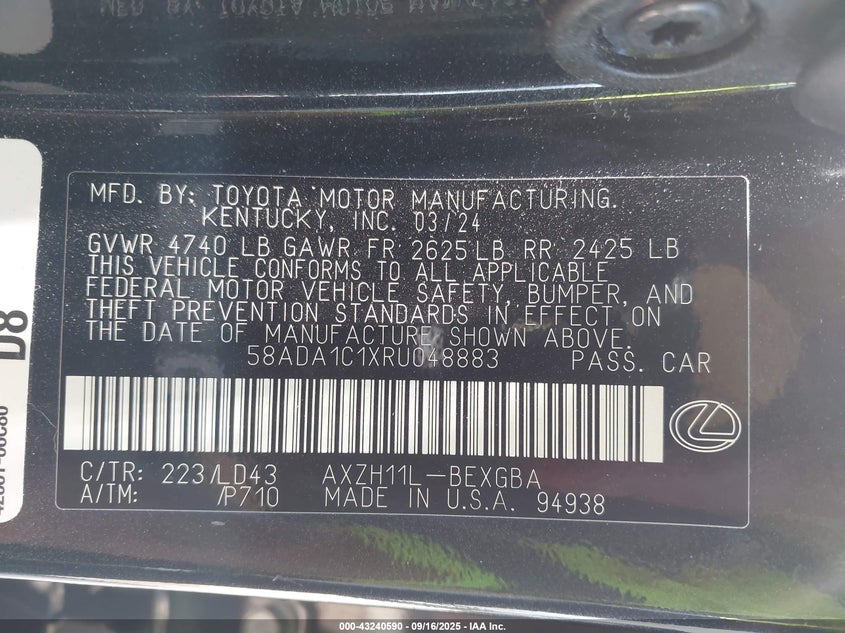 MFD. BY: TOYOTA MOTOR MANUFACTURING.
KENTUCKY, INC. 03/24
GVWR 4740 LB GAWR FR 2625 LB RR 2425 LB
THIS VEHICLE CONFORMS TO ALL APPLICABLE
FEDERAL MOTOR VEHICLE SAFETY, BUMPER, AND
THEFT PREVENTION STANDARDS IN EFFECT ON
THE DATE OF MANUFACTURE SHOWN ABOVE.
58ADA1C1XRU048883 PASS. CAR
C/TR: 223/LD43 AXZH11L-BEXGBA
A/TM: /P710 MADE IN U.S.A. 94938
D8
000-43240590 - 09/16/2025 - IAA Inc.